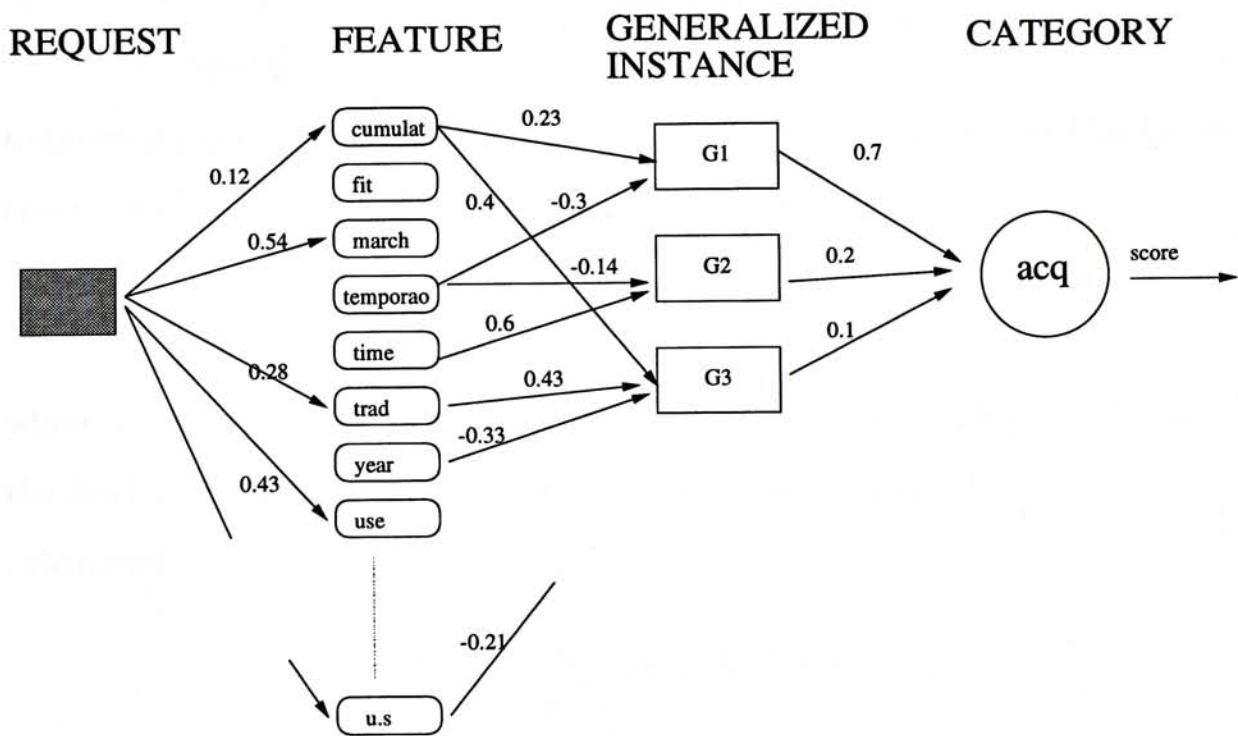 REQUEST
FEATURE
GENERALIZED
INSTANCE
CATEGORY
cumulat
fit
march
temporao
time
trad
year
use
u.s
0.12
0.54
0.28
0.43
0.23
0.4
-0.3
-0.14
0.6
0.43
-0.33
-0.21
G1
G2
G3
0.7
0.2
0.1
acq
score